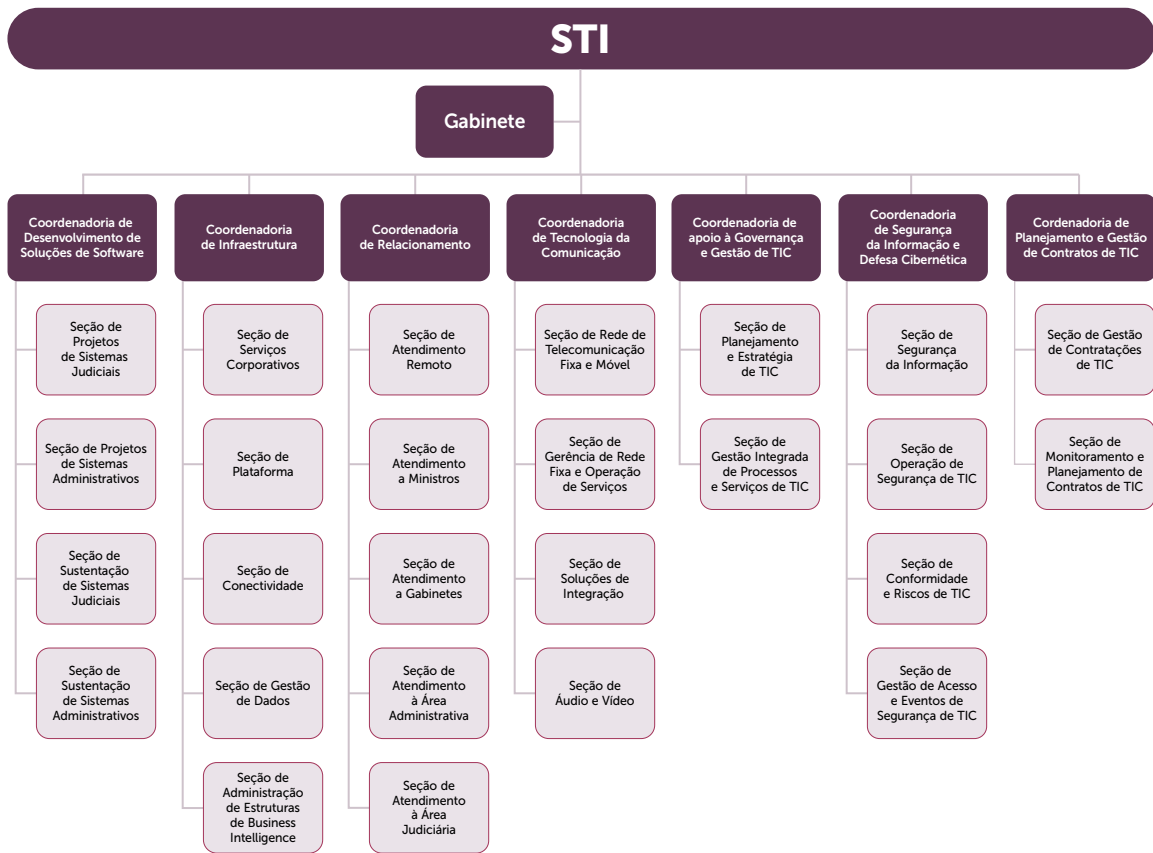 STI
Gabinete
Coordenadoria de
Desenvolvimento de
Soluções de Software
Coordenadoria
de Infraestrutura
Coordenadoria
de Relacionamento
Coordenadoria
de Tecnologia da
Comunicação
Coordenadoria de
apoio à Governança
e Gestão de TIC
Coordenadoria
de Segurança
da Informação e
Defesa Cibernética
Cordenadoria de
Planejamento e Gestão
de Contratos de TIC
Seção de
Projetos
de Sistemas
Judiciais
Seção de
Serviços
Corporativos
Seção de
Atendimento
Remoto
Seção de Rede de
Telecomunicação
Fixa e Móvel
Seção de
Planejamento
e Estratégia
de TIC
Seção de
Segurança
da Informação
Seção de Gestão
de Contratações
de TIC
Seção de Projetos
de Sistemas
Administrativos
Seção de
Plataforma
Seção de
Atendimento
a Ministros
Seção de
Gerência de Rede
Fixa e Operação
de Serviços
Seção de
Gestão Integrada
de Processos
e Serviços de TIC
Seção de
Operação de
Segurança de TIC
Seção de
Monitoramento e
Planejamento de
Contratos de TIC
Seção de
Sustentação
de Sistemas
Judiciais
Seção de
Conectividade
Seção de
Atendimento
a Gabinetes
Seção de
Soluções de
Integração
Seção de
Conformidade
e Riscos de TIC
Seção de
Sustentação
de Sistemas
Administrativos
Seção de Gestão
de Dados
Seção de
Atendimento
à Área
Administrativa
Seção de
Áudio e Vídeo
Seção de
Gestão de Acesso
e Eventos de
Segurança de TIC
Seção de
Administração
de Estruturas
de Business
Intelligence
Seção de
Atendimento
à Área
Judiciária